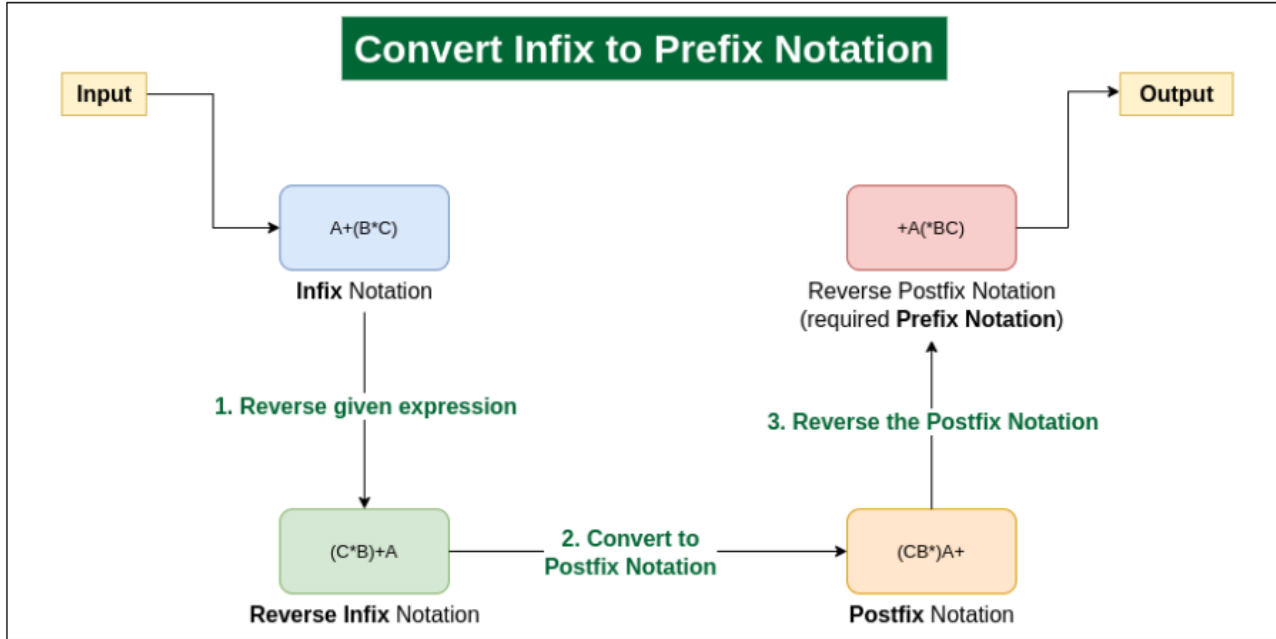 Convert Infix to Prefix Notation
Input
Output
A+(B*C)
Infix Notation
+A(*BC)
Reverse Postfix Notation
(required Prefix Notation)
1. Reverse given expression
3. Reverse the Postfix Notation
(C*B)+A
Reverse Infix Notation
2. Convert to
Postfix Notation
(CB*)A+
Postfix Notation